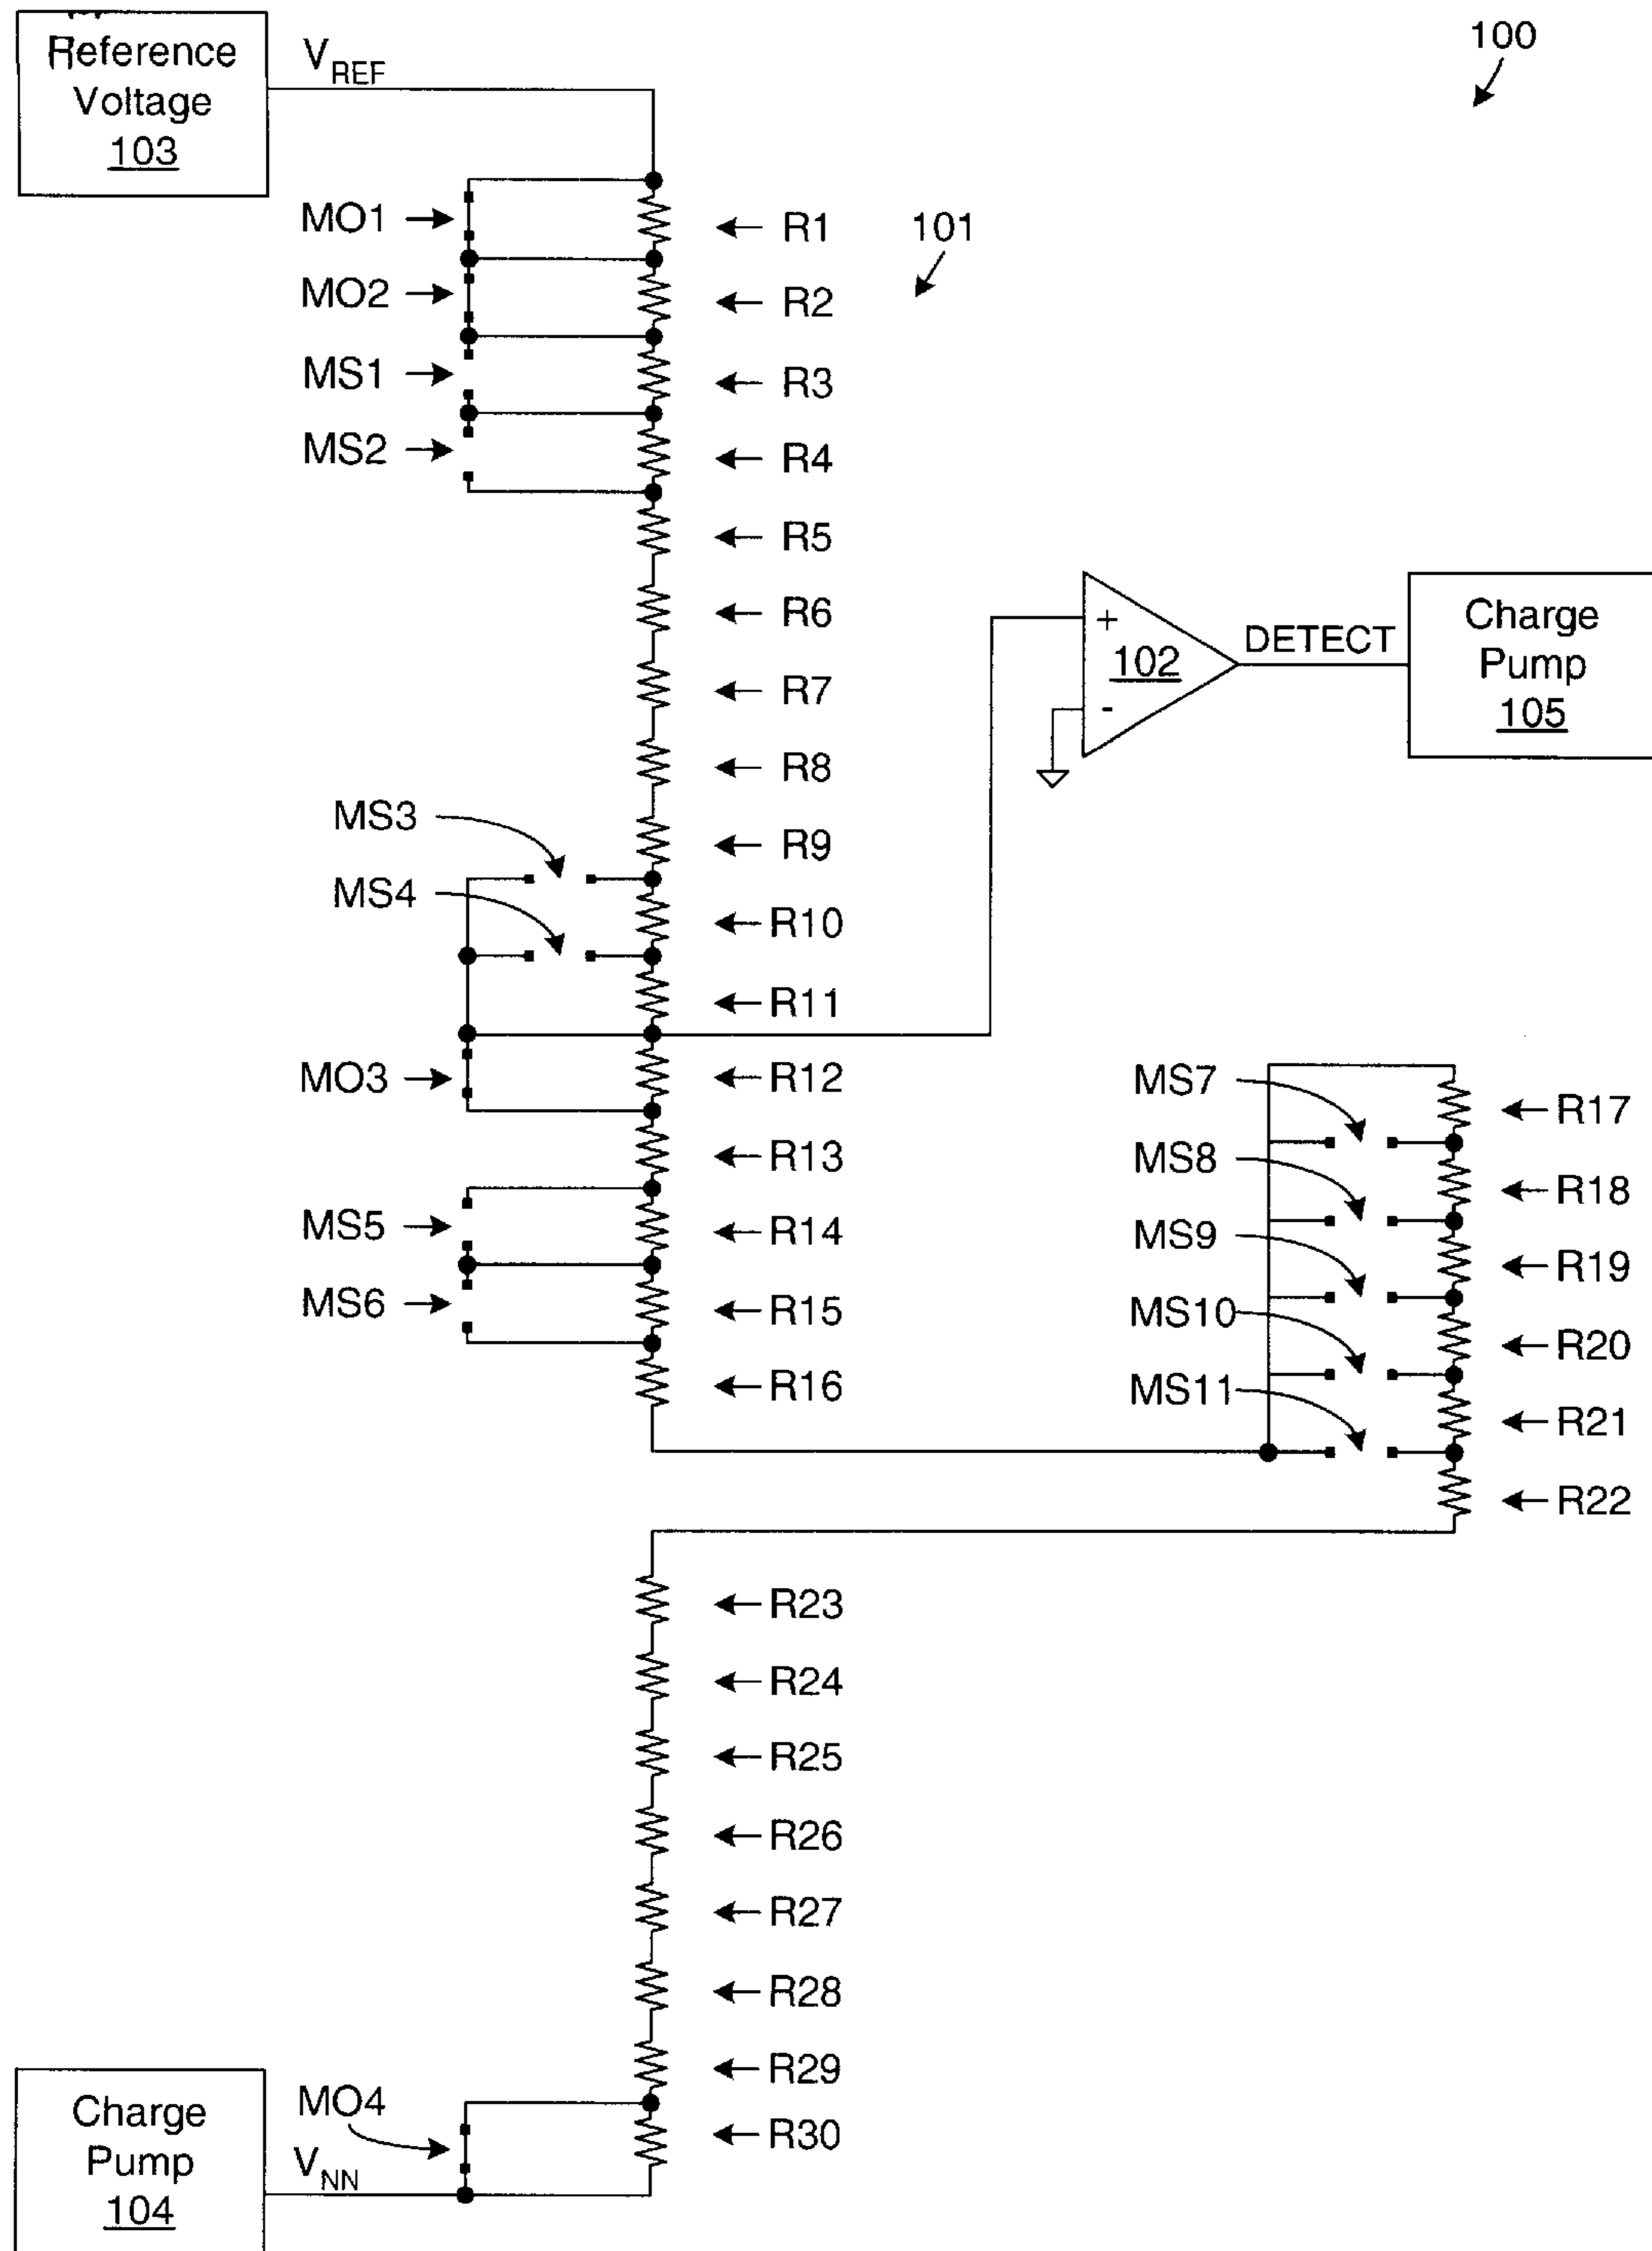 Reference
Voltage
103
VREF
100
MO1
R1
101
MO2
R2
MS1
R3
MS2
R4
R5
R6
+
102
-
DETECT
Charge
Pump
105
R7
R8
MS3
R9
MS4
R10
R11
MO3
R12
R13
MS5
R14
MS6
R15
R16
MS7
R17
MS8
R18
MS9
R19
MS10
R20
MS11
R21
R22
R23
R24
R25
R26
R27
R28
R29
MO4
R30
Charge
Pump
104
VNN